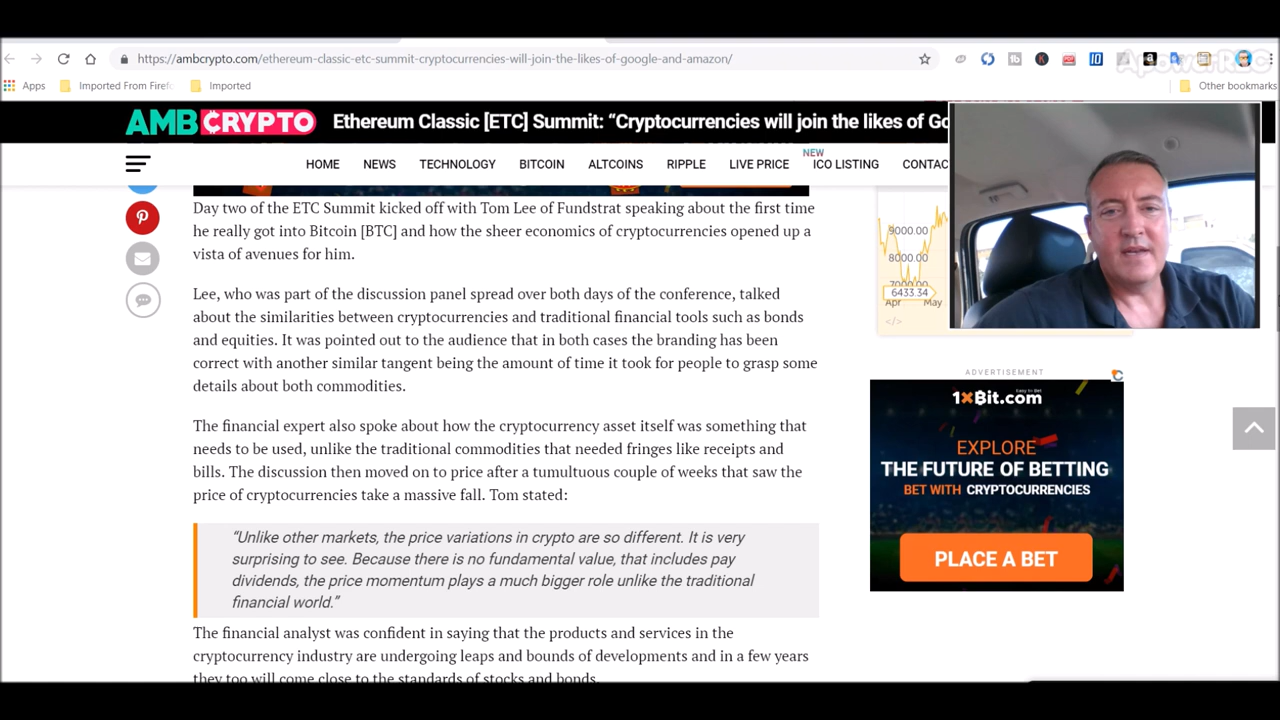 https://ambcrypto.com/ethereum-classic-etc-summit-cryptocurrencies-will-join-the-likes-of-google-and-amazon/
ApowerREC
Apps
Imported From Firef
Imported
Other bookmarks
AMBCRYPTO
Ethereum Classic [ETC] Summit: “Cryptocurrencies will join the likes of Go
NEW
HOME
NEWS
TECHNOLOGY
BITCOIN
ALTCOINS
RIPPLE
LIVE PRICE
ICO LISTING
CONTAC
Day two of the ETC Summit kicked off with Tom Lee of Fundstrat speaking about the first time
he really got into Bitcoin [BTC] and how the sheer economics of cryptocurrencies opened up a
vista of avenues for him.
Lee, who was part of the discussion panel spread over both days of the conference, talked
about the similarities between cryptocurrencies and traditional financial tools such as bonds
and equities. It was pointed out to the audience that in both cases the branding has been
correct with another similar tangent being the amount of time it took for people to grasp some
details about both commodities.
The financial expert also spoke about how the cryptocurrency asset itself was something that
needs to be used, unlike the traditional commodities that needed fringes like receipts and
bills. The discussion then moved on to price after a tumultuous couple of weeks that saw the
price of cryptocurrencies take a massive fall. Tom stated:
“Unlike other markets, the price variations in crypto are so different. It is very
surprising to see. Because there is no fundamental value, that includes pay
dividends, the price momentum plays a much bigger role unlike the traditional
financial world.”
The financial analyst was confident in saying that the products and services in the
cryptocurrency industry are undergoing leaps and bounds of developments and in a few years
they too will come close to the standards of stocks and bonds.
9000.00
8000.00
7000.00
6433.34
Apr
May
</>
ADVERTISEMENT
Easy to Bet
1xBit.com
EXPLORE
THE FUTURE OF BETTING
BET WITH CRYPTOCURRENCIES
PLACE A BET